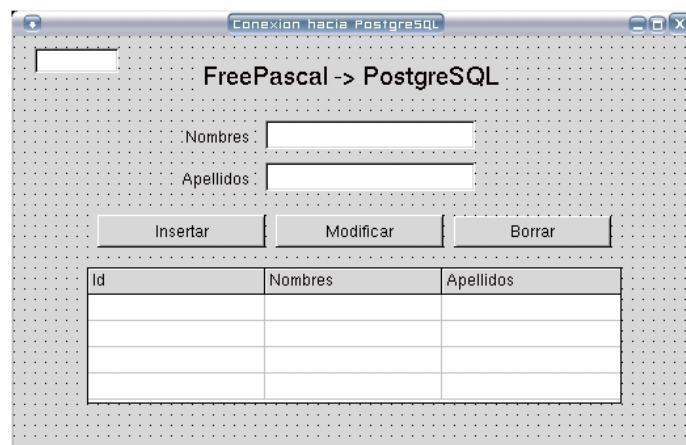 Conexion hacia PostgreSQL
FreePascal -> PostgreSQL
Nombres
Apellidos
Insertar Modificar Borrar
Id Nombres Apellidos